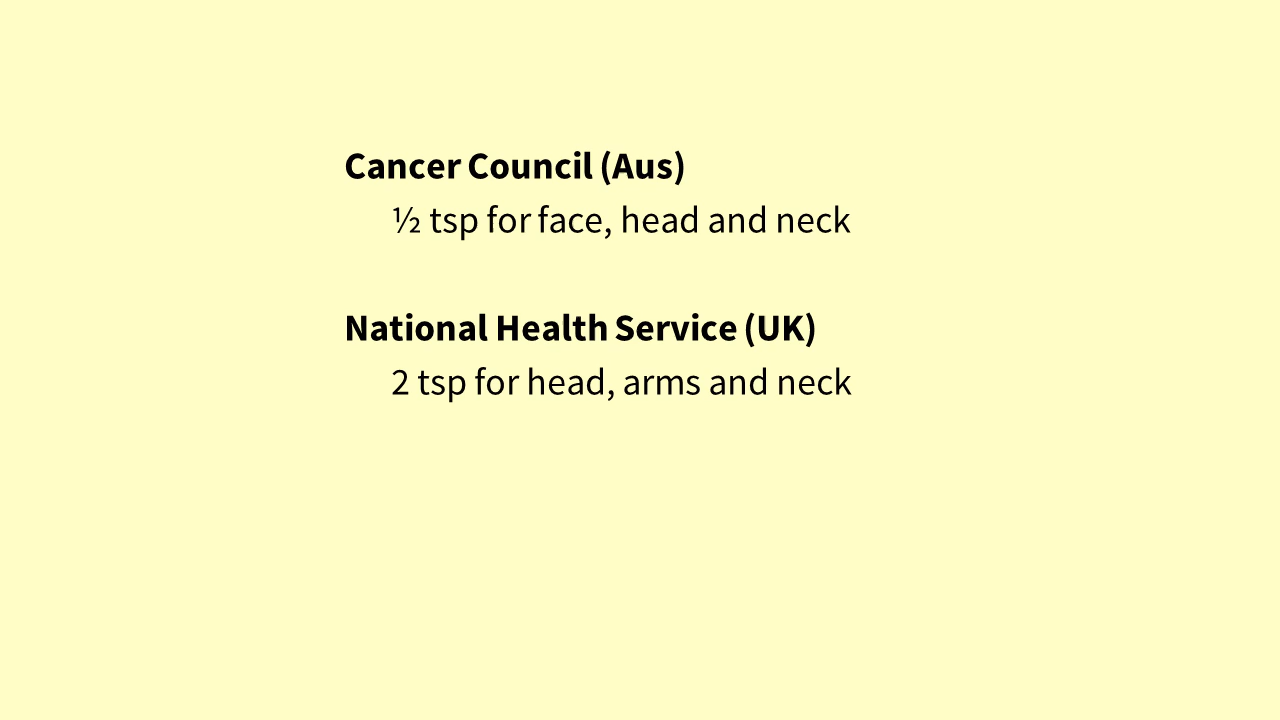 Cancer Council (Aus)
½ tsp for face, head and neck
National Health Service (UK)
2 tsp for head, arms and neck